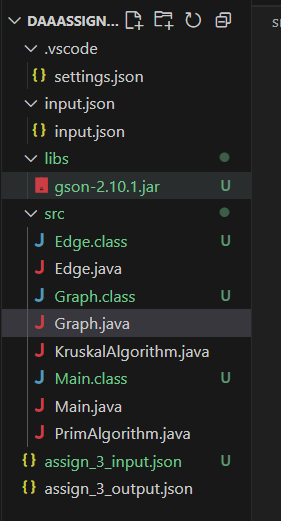 DAAASSIGN...
.vscode
{} settings.json
input.json
{} input.json
libs
gson-2.10.1.jar U
src
J Edge.class U
J Edge.java
J Graph.class U
J Graph.java
J KruskalAlgorithm.java
J Main.class U
J Main.java
J PrimAlgorithm.java
{} assign_3_input.json U
{} assign_3_output.json